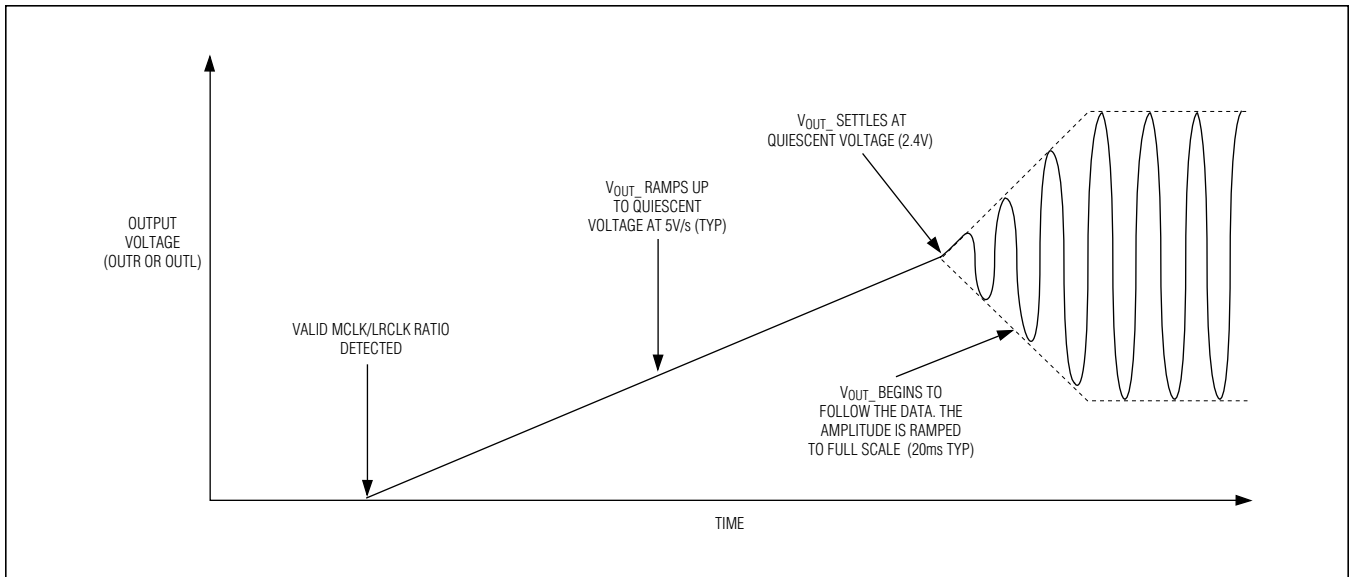 V_OUT_ SETTLES AT
QUIESCENT VOLTAGE (2.4V)
V_OUT_ RAMPS UP
TO QUIESCENT
VOLTAGE AT 5V/s (TYP)
OUTPUT
VOLTAGE
(OUTR OR OUTL)
VALID MCLK/LRCLK RATIO
DETECTED
V_OUT_ BEGINS TO
FOLLOW THE DATA. THE
AMPLITUDE IS RAMPED
TO FULL SCALE (20ms TYP)
TIME